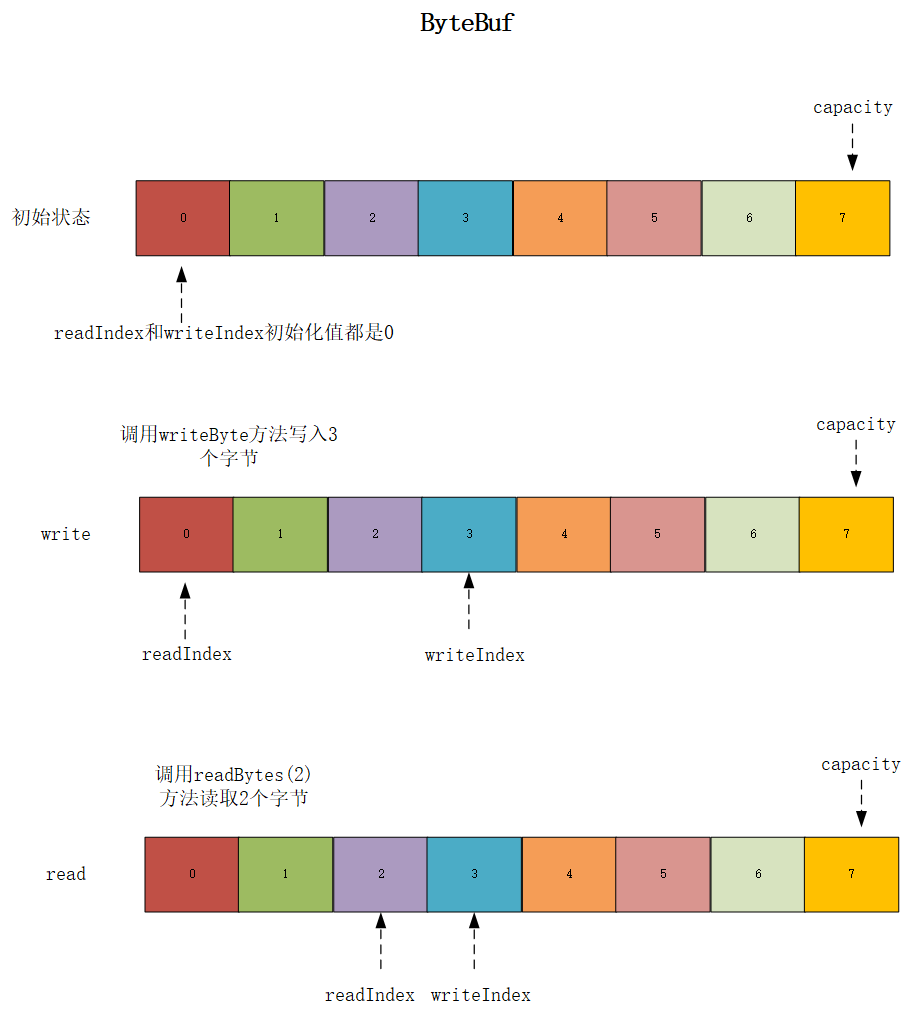 ByteBuf
capacity
初始状态
0 1 2 3 4 5 6 7
readIndex和writeIndex初始化值都是0
调用writeByte方法写入3
个字节
capacity
write
0 1 2 3 4 5 6 7
readIndex
writeIndex
调用readBytes(2)
方法读取2个字节
capacity
read
0 1 2 3 4 5 6 7
readIndex
writeIndex